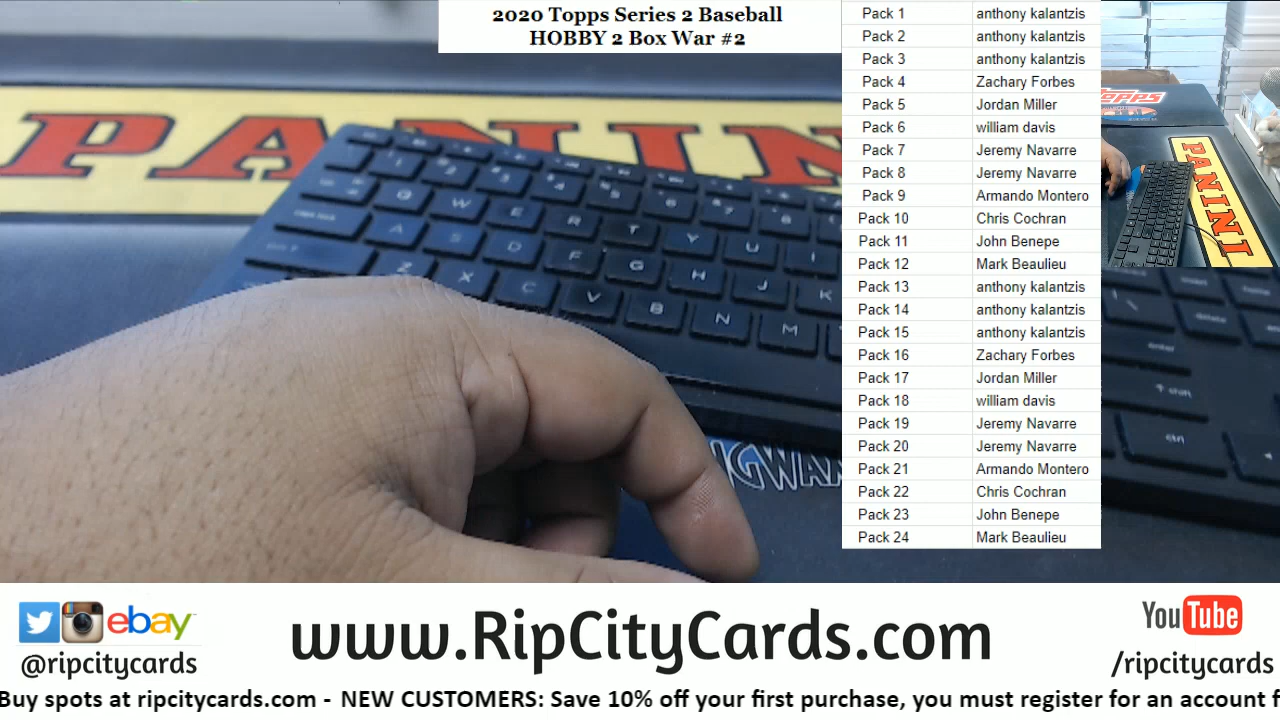 2020 Topps Series 2 Baseball
HOBBY 2 Box War #2
Pack 1 anthony kalantzis
Pack 2 anthony kalantzis
Pack 3 anthony kalantzis
Pack 4 Zachary Forbes
Pack 5 Jordan Miller
Pack 6 william davis
Pack 7 Jeremy Navarre
Pack 8 Jeremy Navarre
Pack 9 Armando Montero
Pack 10 Chris Cochran
Pack 11 John Benepe
Pack 12 Mark Beaulieu
Pack 13 anthony kalantzis
Pack 14 anthony kalantzis
Pack 15 anthony kalantzis
Pack 16 Zachary Forbes
Pack 17 Jordan Miller
Pack 18 william davis
Pack 19 Jeremy Navarre
Pack 20 Jeremy Navarre
Pack 21 Armando Montero
Pack 22 Chris Cochran
Pack 23 John Benepe
Pack 24 Mark Beaulieu
PANINI
TOPPS
PANINI
Q W E R T Y U I
A S D F G H J K
Z X C V B N M
delete
enter
ctrl
ebay
@ripcitycards
www.RipCityCards.com
YouTube
/ripcitycards
Buy spots at ripcitycards.com - NEW CUSTOMERS: Save 10% off your first purchase, you must register for an account f